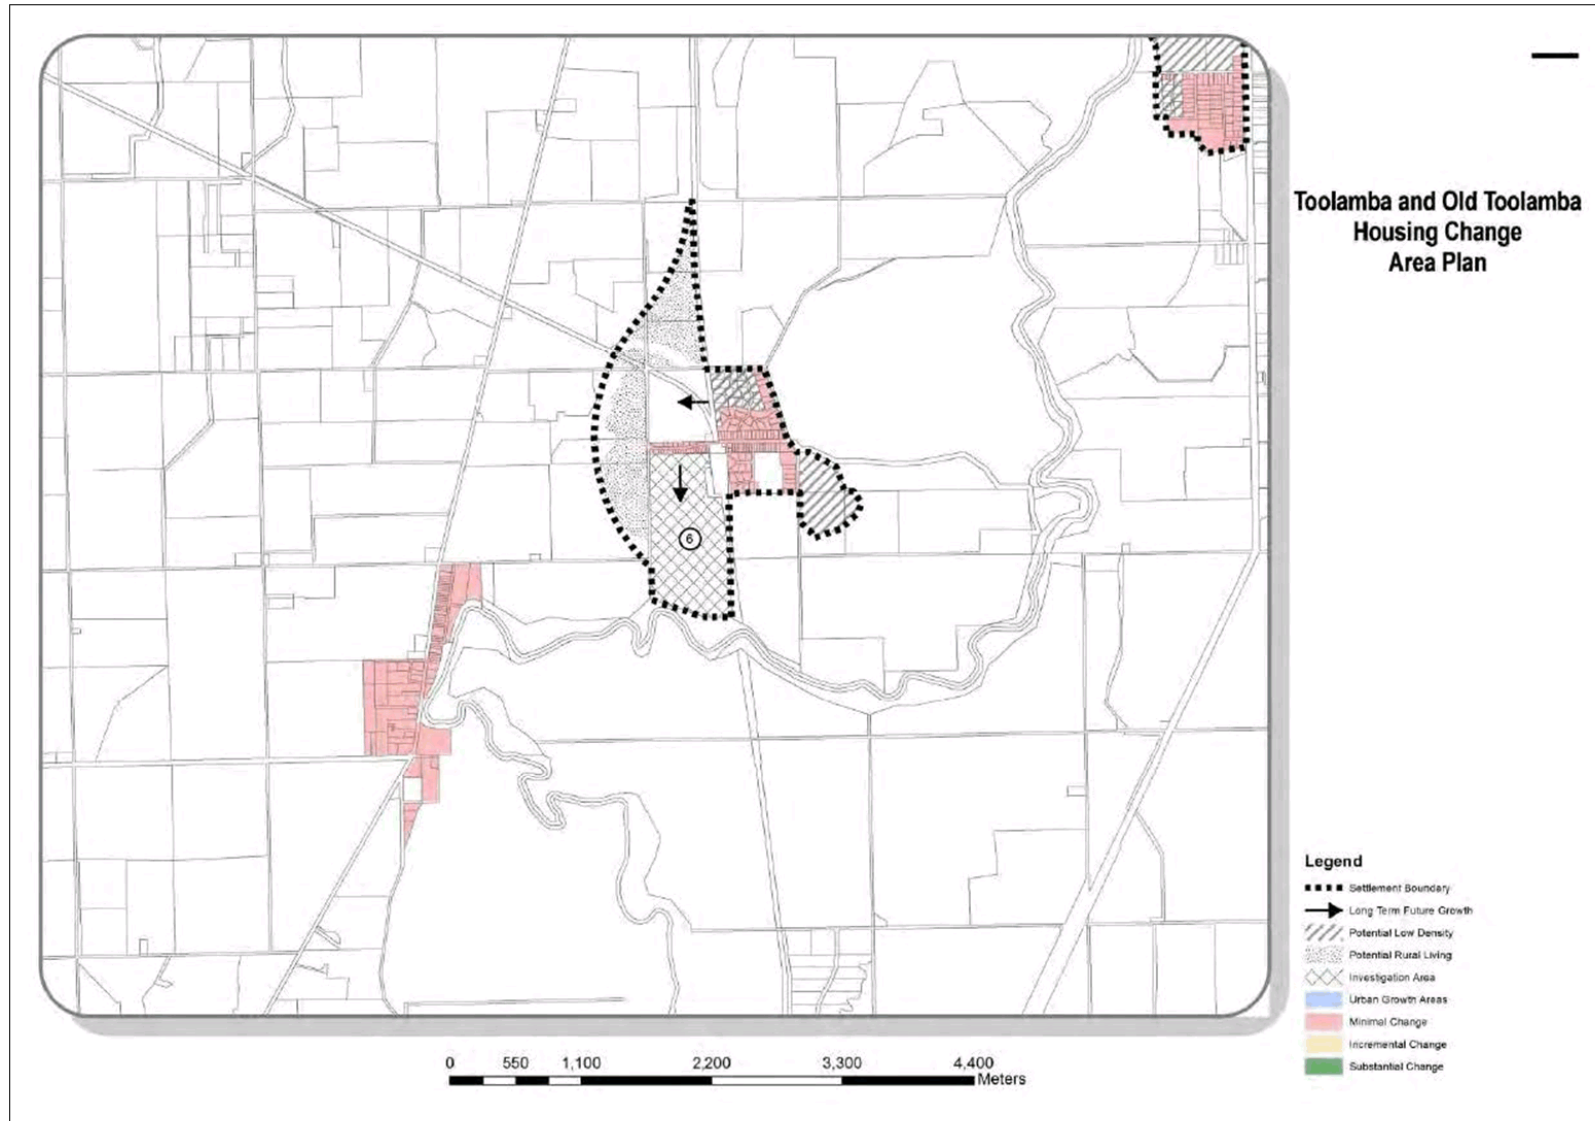 Toolamba and Old Toolamba
Housing Change
Area Plan
6
Legend
Settlement Boundary
Long Term Future Growth
Potential Low Density
Potential Rural Living
Investigation Area
Urban Growth Areas
Minimal Change
Incremental Change
Substantial Change
0 550 1,100 2,200 3,300 4,400
Meters